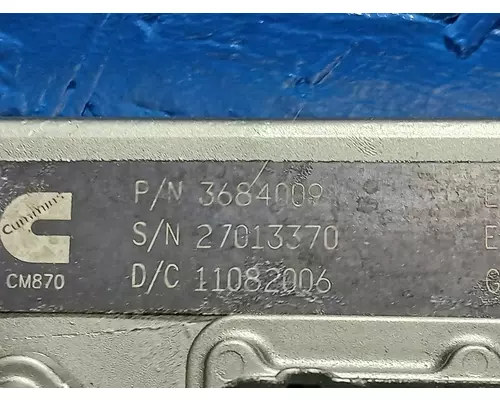 Cummins
CM870
P/N 3684009
S/N 27013370
D/C 11082006
E
E
G